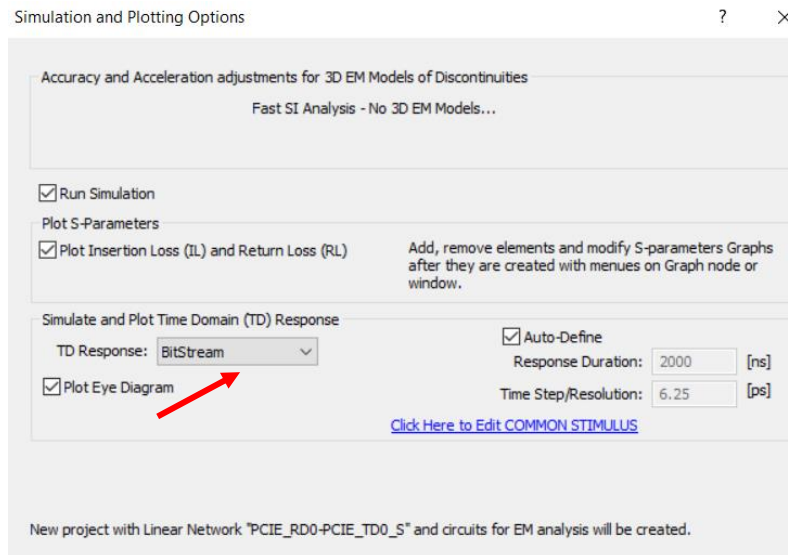 Simulation and Plotting Options
?
Accuracy and Acceleration adjustments for 3D EM Models of Discontinuities
Fast SI Analysis - No 3D EM Models...
Run Simulation
Plot S-Parameters
Plot Insertion Loss (IL) and Return Loss (RL)
Add, remove elements and modify S-parameters Graphs
after they are created with menues on Graph node or
window.
Simulate and Plot Time Domain (TD) Response
TD Response: BitStream
Plot Eye Diagram
Auto-Define
Response Duration: 2000 [ns]
Time Step/Resolution: 6.25 [ps]
Click Here to Edit COMMON STIMULUS
New project with Linear Network "PCIE_RD0-PCIE_TD0_S" and circuits for EM analysis will be created.